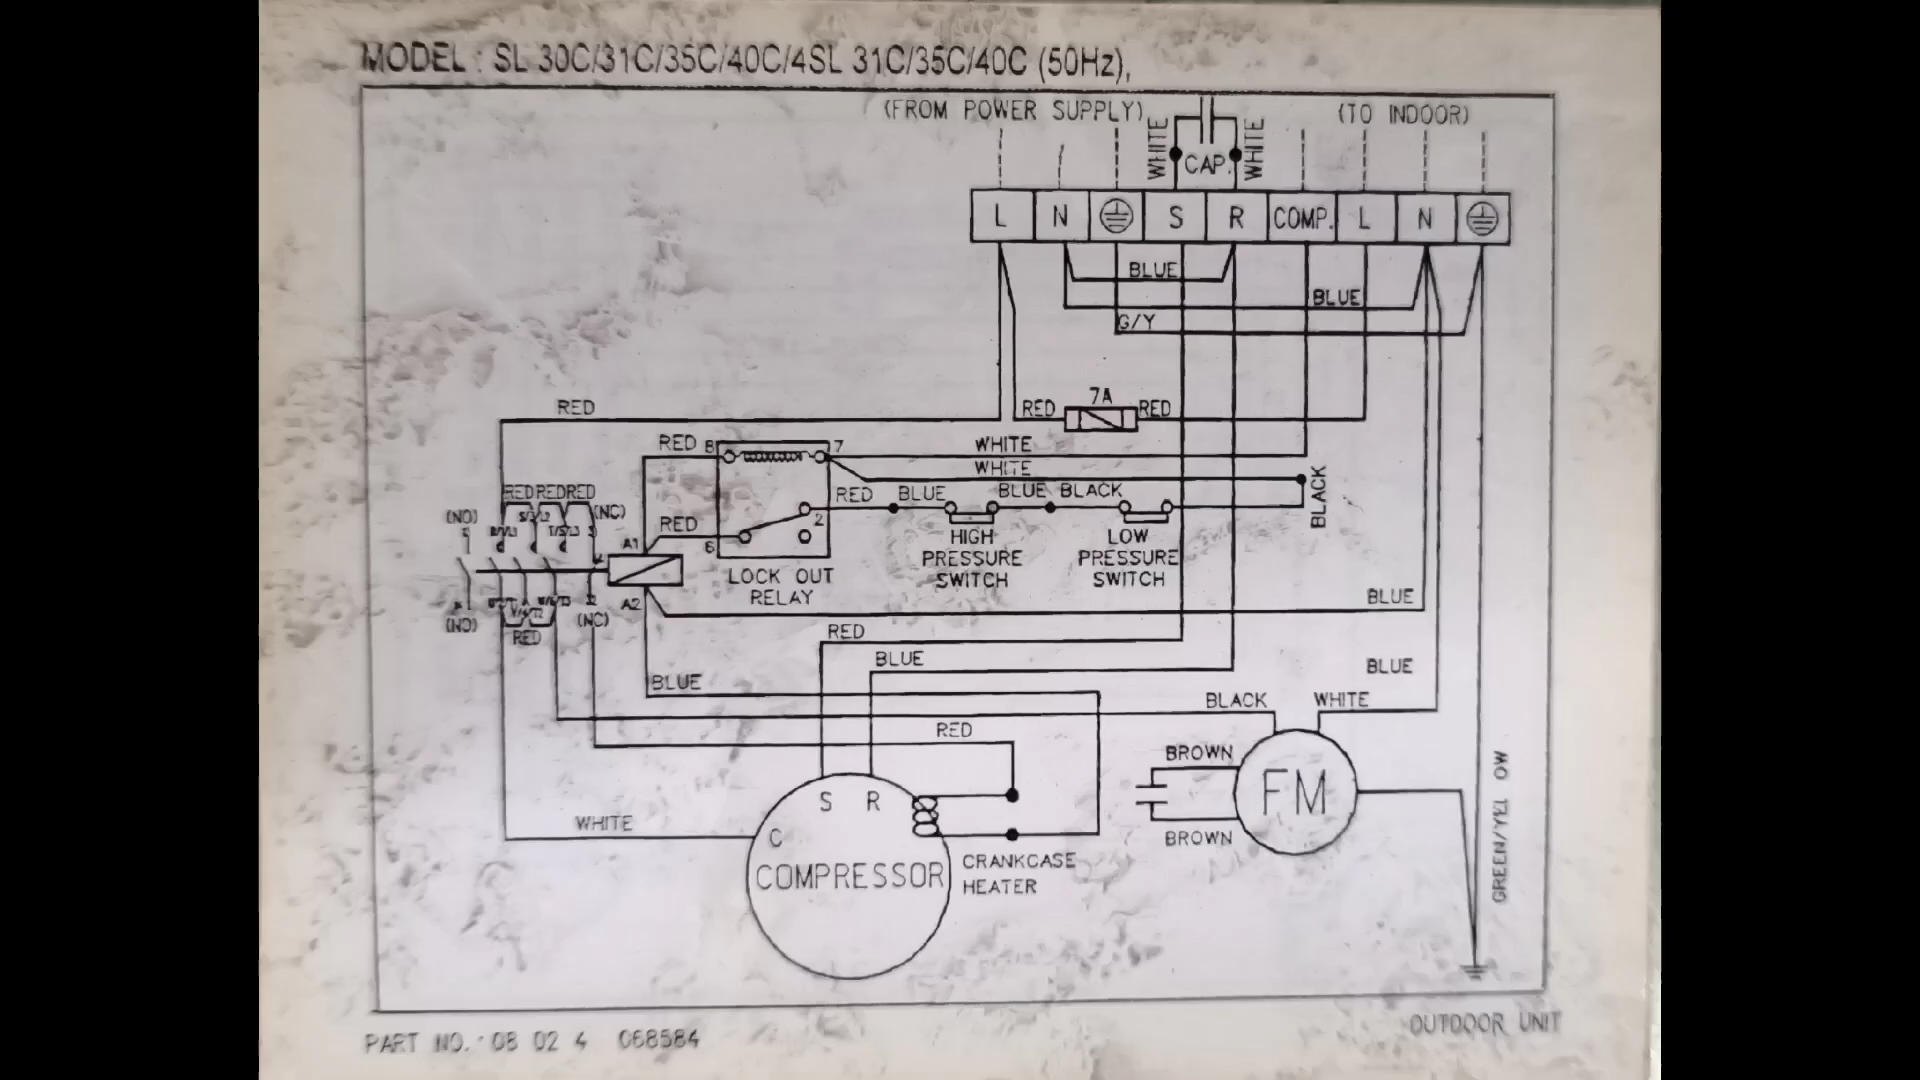 MODEL : SL 30C/31C/35C/40C/4SL 31C/35C/40C (50Hz),
(FROM POWER SUPPLY) (TO INDOOR)
WHITE CAP. WHITE
L N S R COMP. L N
BLUE
BLUE
G/Y
7A
RED RED RED
RED 8 7 WHITE
WHITE
RED BLUE BLUE BLACK BLACK
RED RED RED
(NO) (NC)
RED 2
6
A1
HIGH PRESSURE SWITCH
LOW PRESSURE SWITCH
LOCK OUT RELAY
A2
(NO) (NC)
RED
BLUE
RED
BLUE
BLUE
BLUE
BLACK WHITE
RED
BROWN
FM
BROWN
S R
WHITE
C
COMPRESSOR
CRANKCASE HEATER
GREEN/YEL OW
PART NO. : 08 02 4 068584
OUTDOOR UNIT